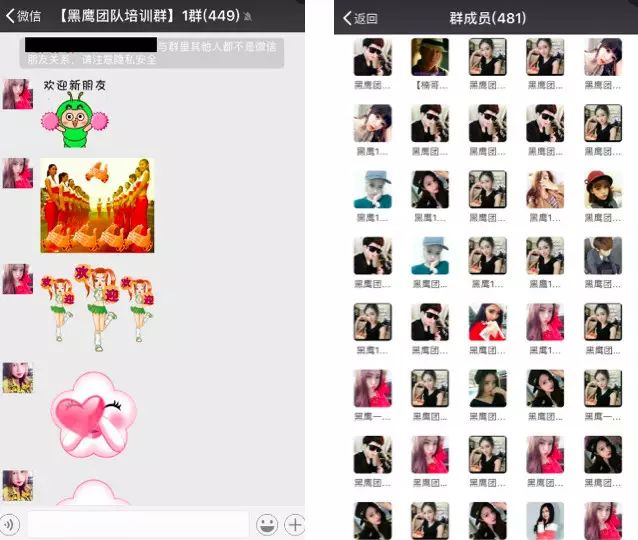 微信 【黑鹰团队培训群】1群(449)
与群里其他人都不是微信
朋友关系，请注意隐私安全
欢迎新朋友
欢迎 欢迎 欢迎
返回 群成员(481)
黑鹰团... 【楠哥... 黑鹰团... 黑鹰团... 黑鹰团...
黑鹰1... 黑鹰团... 黑鹰团... 黑鹰团... 黑鹰团...
黑鹰团... 黑鹰1... 黑鹰团... 黑鹰1... 黑鹰团...
黑鹰团... 黑鹰团... 黑鹰1... 黑鹰1... 黑鹰团...
黑鹰1... 黑鹰团... 黑鹰团... 黑鹰1... 黑鹰团...
黑鹰一... 黑鹰团... 黑鹰团... 黑鹰团... 黑鹰一...
黑鹰团... 黑鹰团... 黑鹰团... 黑鹰团... 黑鹰团...